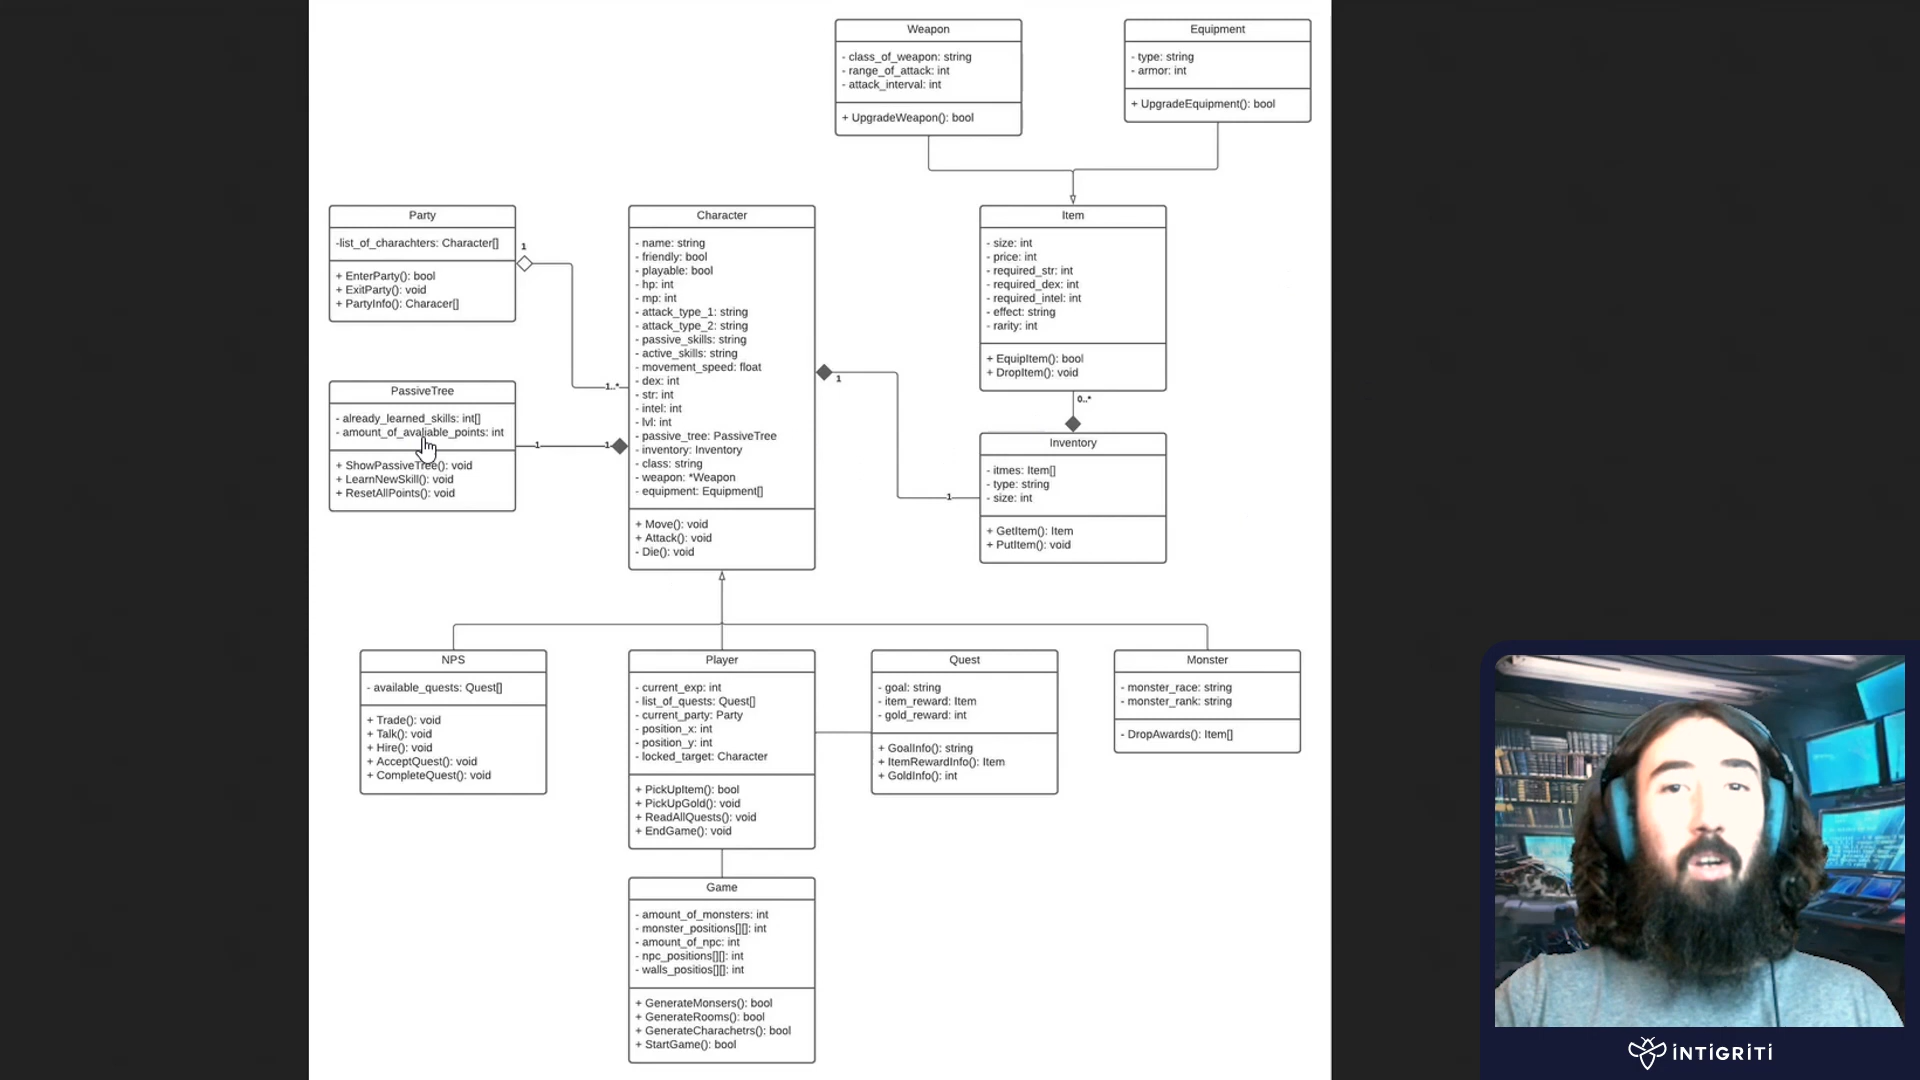 Weapon
- class_of_weapon: string
- range_of_attack: int
- attack_interval: int
+ UpgradeWeapon(): bool
Equipment
- type: string
- armor: int
+ UpgradeEquipment(): bool
Party
-list_of_charachters: Character[]
+ EnterParty(): bool
+ ExitParty(): void
+ PartyInfo(): Characer[]
1
1..*
PassiveTree
- already_learned_skills: int[]
- amount_of_avaliable_points: int
+ ShowPassiveTree(): void
+ LearnNewSkill(): void
+ ResetAllPoints(): void
1
1
Character
- name: string
- friendly: bool
- playable: bool
- hp: int
- mp: int
- attack_type_1: string
- attack_type_2: string
- passive_skills: string
- active_skills: string
- movement_speed: float
- dex: int
- str: int
- intel: int
- lvl: int
- passive_tree: PassiveTree
- inventory: Inventory
- class: string
- weapon: *Weapon
- equipment: Equipment[]
+ Move(): void
+ Attack(): void
- Die(): void
1
1
Item
- size: int
- price: int
- required_str: int
- required_dex: int
- required_intel: int
- effect: string
- rarity: int
+ EquipItem(): bool
+ DropItem(): void
0..*
Inventory
- itmes: Item[]
- type: string
- size: int
+ GetItem(): Item
+ PutItem(): void
NPS
- available_quests: Quest[]
+ Trade(): void
+ Talk(): void
+ Hire(): void
+ AcceptQuest(): void
+ CompleteQuest(): void
Player
- current_exp: int
- list_of_quests: Quest[]
- current_party: Party
- position_x: int
- position_y: int
- locked_target: Character
+ PickUpItem(): bool
+ PickUpGold(): void
+ ReadAllQuests(): void
+ EndGame(): void
Quest
- goal: string
- item_reward: Item
- gold_reward: int
+ GoalInfo(): string
+ ItemRewardInfo(): Item
+ GoldInfo(): int
Monster
- monster_race: string
- monster_rank: string
- DropAwards(): Item[]
Game
- amount_of_monsters: int
- monster_positions[][]: int
- amount_of_npc: int
- npc_positions[][]: int
- walls_positios[][]: int
+ GenerateMonsers(): bool
+ GenerateRooms(): bool
+ GenerateCharachetrs(): bool
+ StartGame(): bool
INTIGRITI